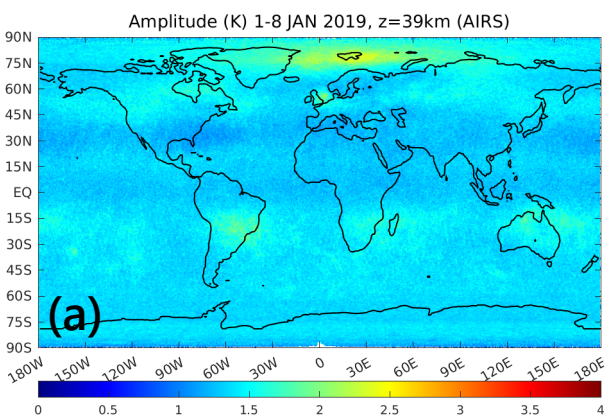 Amplitude (K) 1-8 JAN 2019, z=39km (AIRS)
90N
75N
60N
45N
30N
15N
EQ
15S
30S
45S
60S
75S
90S
(a)
180W 150W 120W 90W 60W 30W 0 30E 60E 90E 120E 150E 180E
0 0.5 1 1.5 2 2.5 3 3.5 4